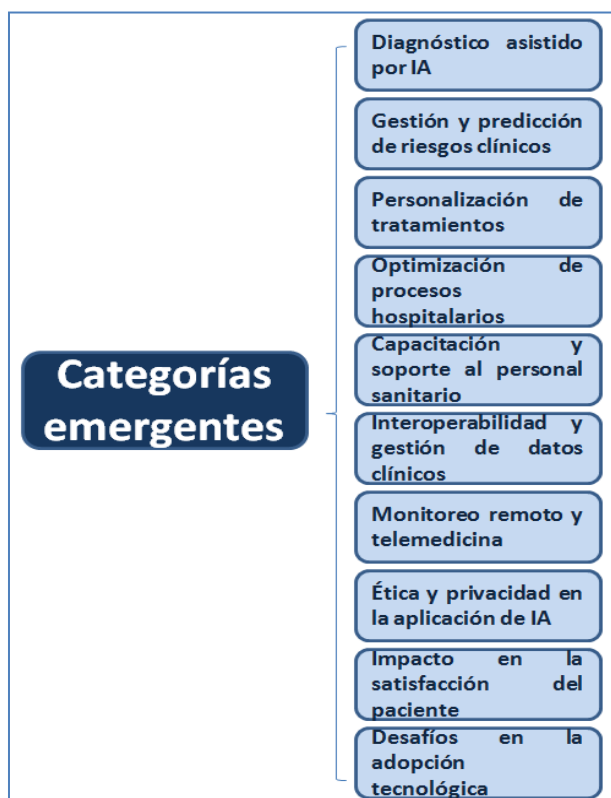 Diagnóstico asistido
por IA
Gestión y predicción
de riesgos clínicos
Personalización de
tratamientos
Optimización de
procesos
hospitalarios
Categorías
emergentes
Capacitación y
soporte al personal
sanitario
Interoperabilidad y
gestión de datos
clínicos
Monitoreo remoto y
telemedicina
Ética y privacidad en
la aplicación de IA
Impacto en la
satisfacción del
paciente
Desafíos en la
adopción
tecnológica